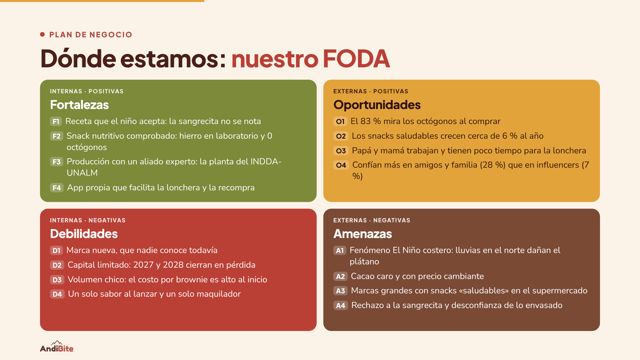 PLAN DE NEGOCIO
Dónde estamos: nuestro FODA
INTERNAS · POSITIVAS
Fortalezas
F1 Receta que el niño acepta: la sangrecita no se nota
F2 Snack nutritivo comprobado: hierro en laboratorio y 0
octógonos
F3 Producción con un aliado experto: la planta del INDDA-
UNALM
F4 App propia que facilita la lonchera y la recompra
EXTERNAS · POSITIVAS
Oportunidades
O1 El 83 % mira los octógonos al comprar
O2 Los snacks saludables crecen cerca de 6 % al año
O3 Papá y mamá trabajan y tienen poco tiempo para la lonchera
O4 Confían más en amigos y familia (28 %) que en influencers (7
%)
INTERNAS · NEGATIVAS
Debilidades
D1 Marca nueva, que nadie conoce todavía
D2 Capital limitado: 2027 y 2028 cierran en pérdida
D3 Volumen chico: el costo por brownie es alto al inicio
D4 Un solo sabor al lanzar y un solo maquilador
EXTERNAS · NEGATIVAS
Amenazas
A1 Fenómeno El Niño costero: lluvias en el norte dañan el
plátano
A2 Cacao caro y con precio cambiante
A3 Marcas grandes con snacks «saludables» en el supermercado
A4 Rechazo a la sangrecita y desconfianza de lo envasado
AndiBite